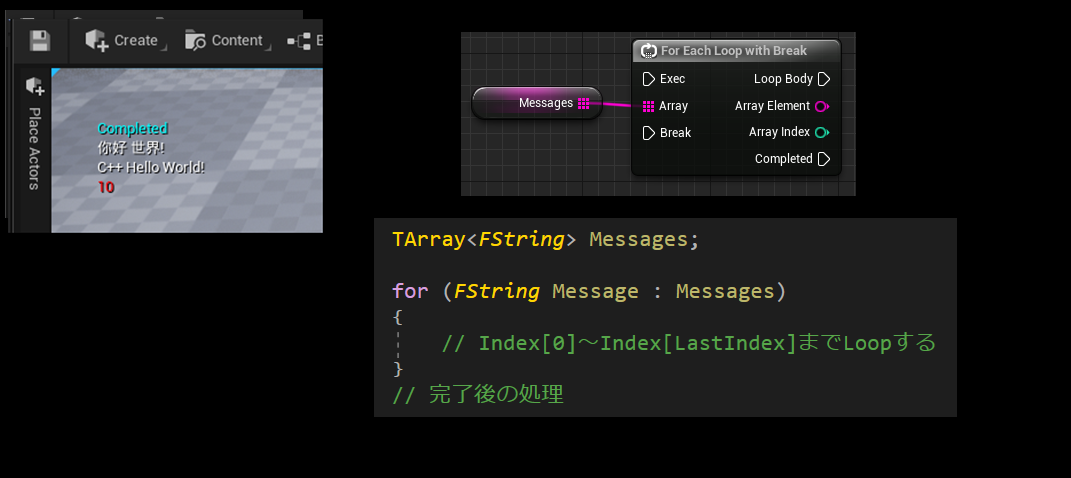 Create
Content
Place Actors
Completed
你好 世界!
C++ Hello World!
10
For Each Loop with Break
Exec
Loop Body
Messages
Array
Array Element
Break
Array Index
Completed
TArray<FString> Messages;
for (FString Message : Messages)
{
// Index[0]～Index[LastIndex]までLoopする
}
// 完了後の処理